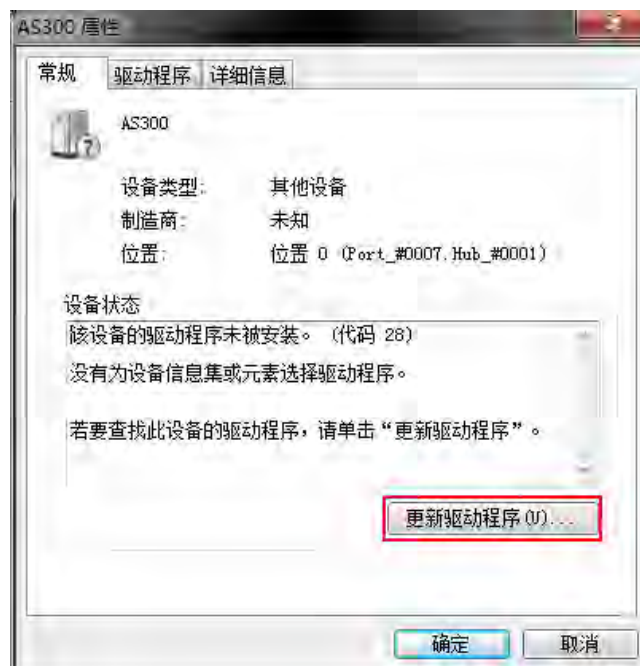 AS300 属性
常规 驱动程序 详细信息
AS300
设备类型: 其他设备
制造商: 未知
位置: 位置 0 (Port_#0007.Hub_#0001)
设备状态
该设备的驱动程序未被安装。 (代码 28)
没有为设备信息集或元素选择驱动程序。
若要查找此设备的驱动程序，请单击“更新驱动程序”。
更新驱动程序(U)...
确定 取消